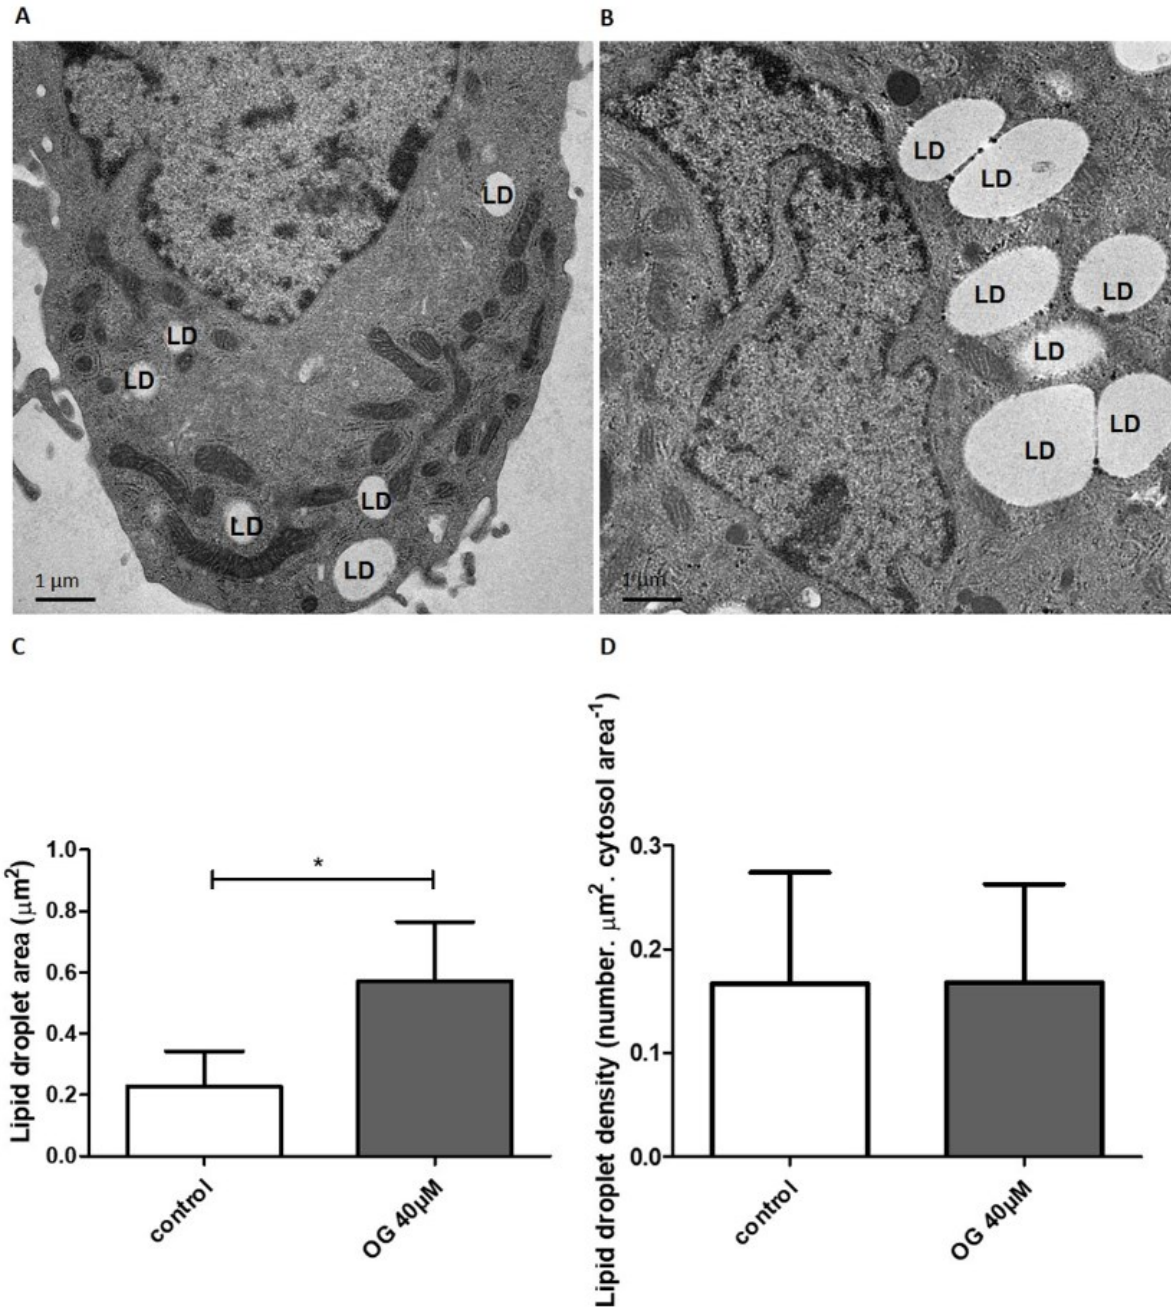 A
B
LD
LD
LD
LD
LD
LD
1 μm
LD
LD
LD
LD
LD
LD
LD
1 μm
C
D
Lipid droplet area (μm²)
1.0
0.8
0.6
0.4
0.2
0.0
*
control
OG 40μM
Lipid droplet density (number. μm². cytosol area⁻¹)
0.3
0.2
0.1
0.0
control
OG 40μM